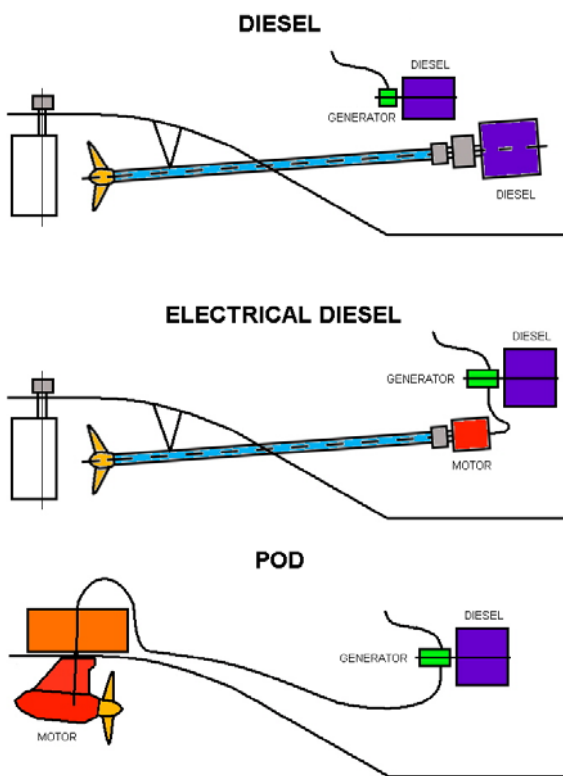 DIESEL
DIESEL
GENERATOR
DIESEL
ELECTRICAL DIESEL
DIESEL
GENERATOR
MOTOR
POD
DIESEL
GENERATOR
MOTOR